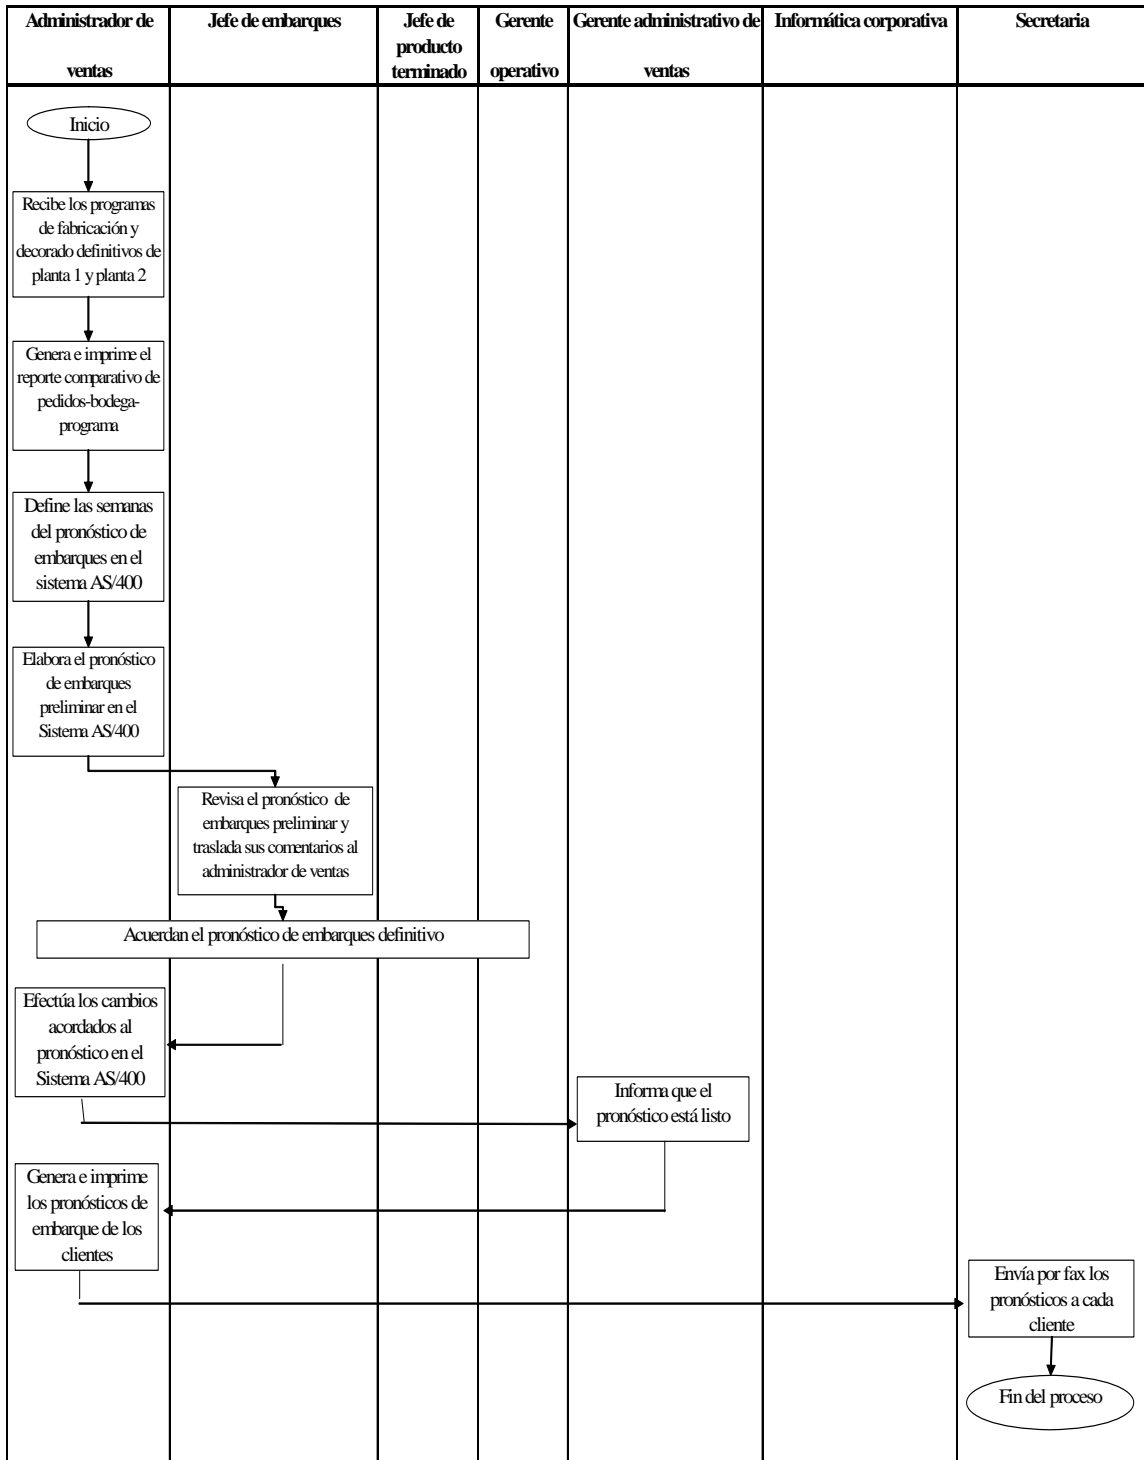 Administrador de
ventas
Jefe de embarques
Jefe de
producto
terminado
Gerente
operativo
Gerente administrativo de
ventas
Informática corporativa
Secretaria
Inicio
Recibe los programas
de fabricación y
decorado definitivos de
planta 1 y planta 2
Genera e imprime el
reporte comparativo de
pedidos-bodega-
programa
Define las semanas
del pronóstico de
embarques en el
sistema AS/400
Elabora el pronóstico
de embarques
preliminar en el
Sistema AS/400
Revisa el pronóstico de
embarques preliminar y
traslada sus comentarios al
administrador de ventas
Acuerdan el pronóstico de embarques definitivo
Efectúa los cambios
acordados al
pronóstico en el
Sistema AS/400
Informa que el
pronóstico está listo
Genera e imprime
los pronósticos de
embarque de los
clientes
Envía por fax los
pronósticos a cada
cliente
Fin del proceso